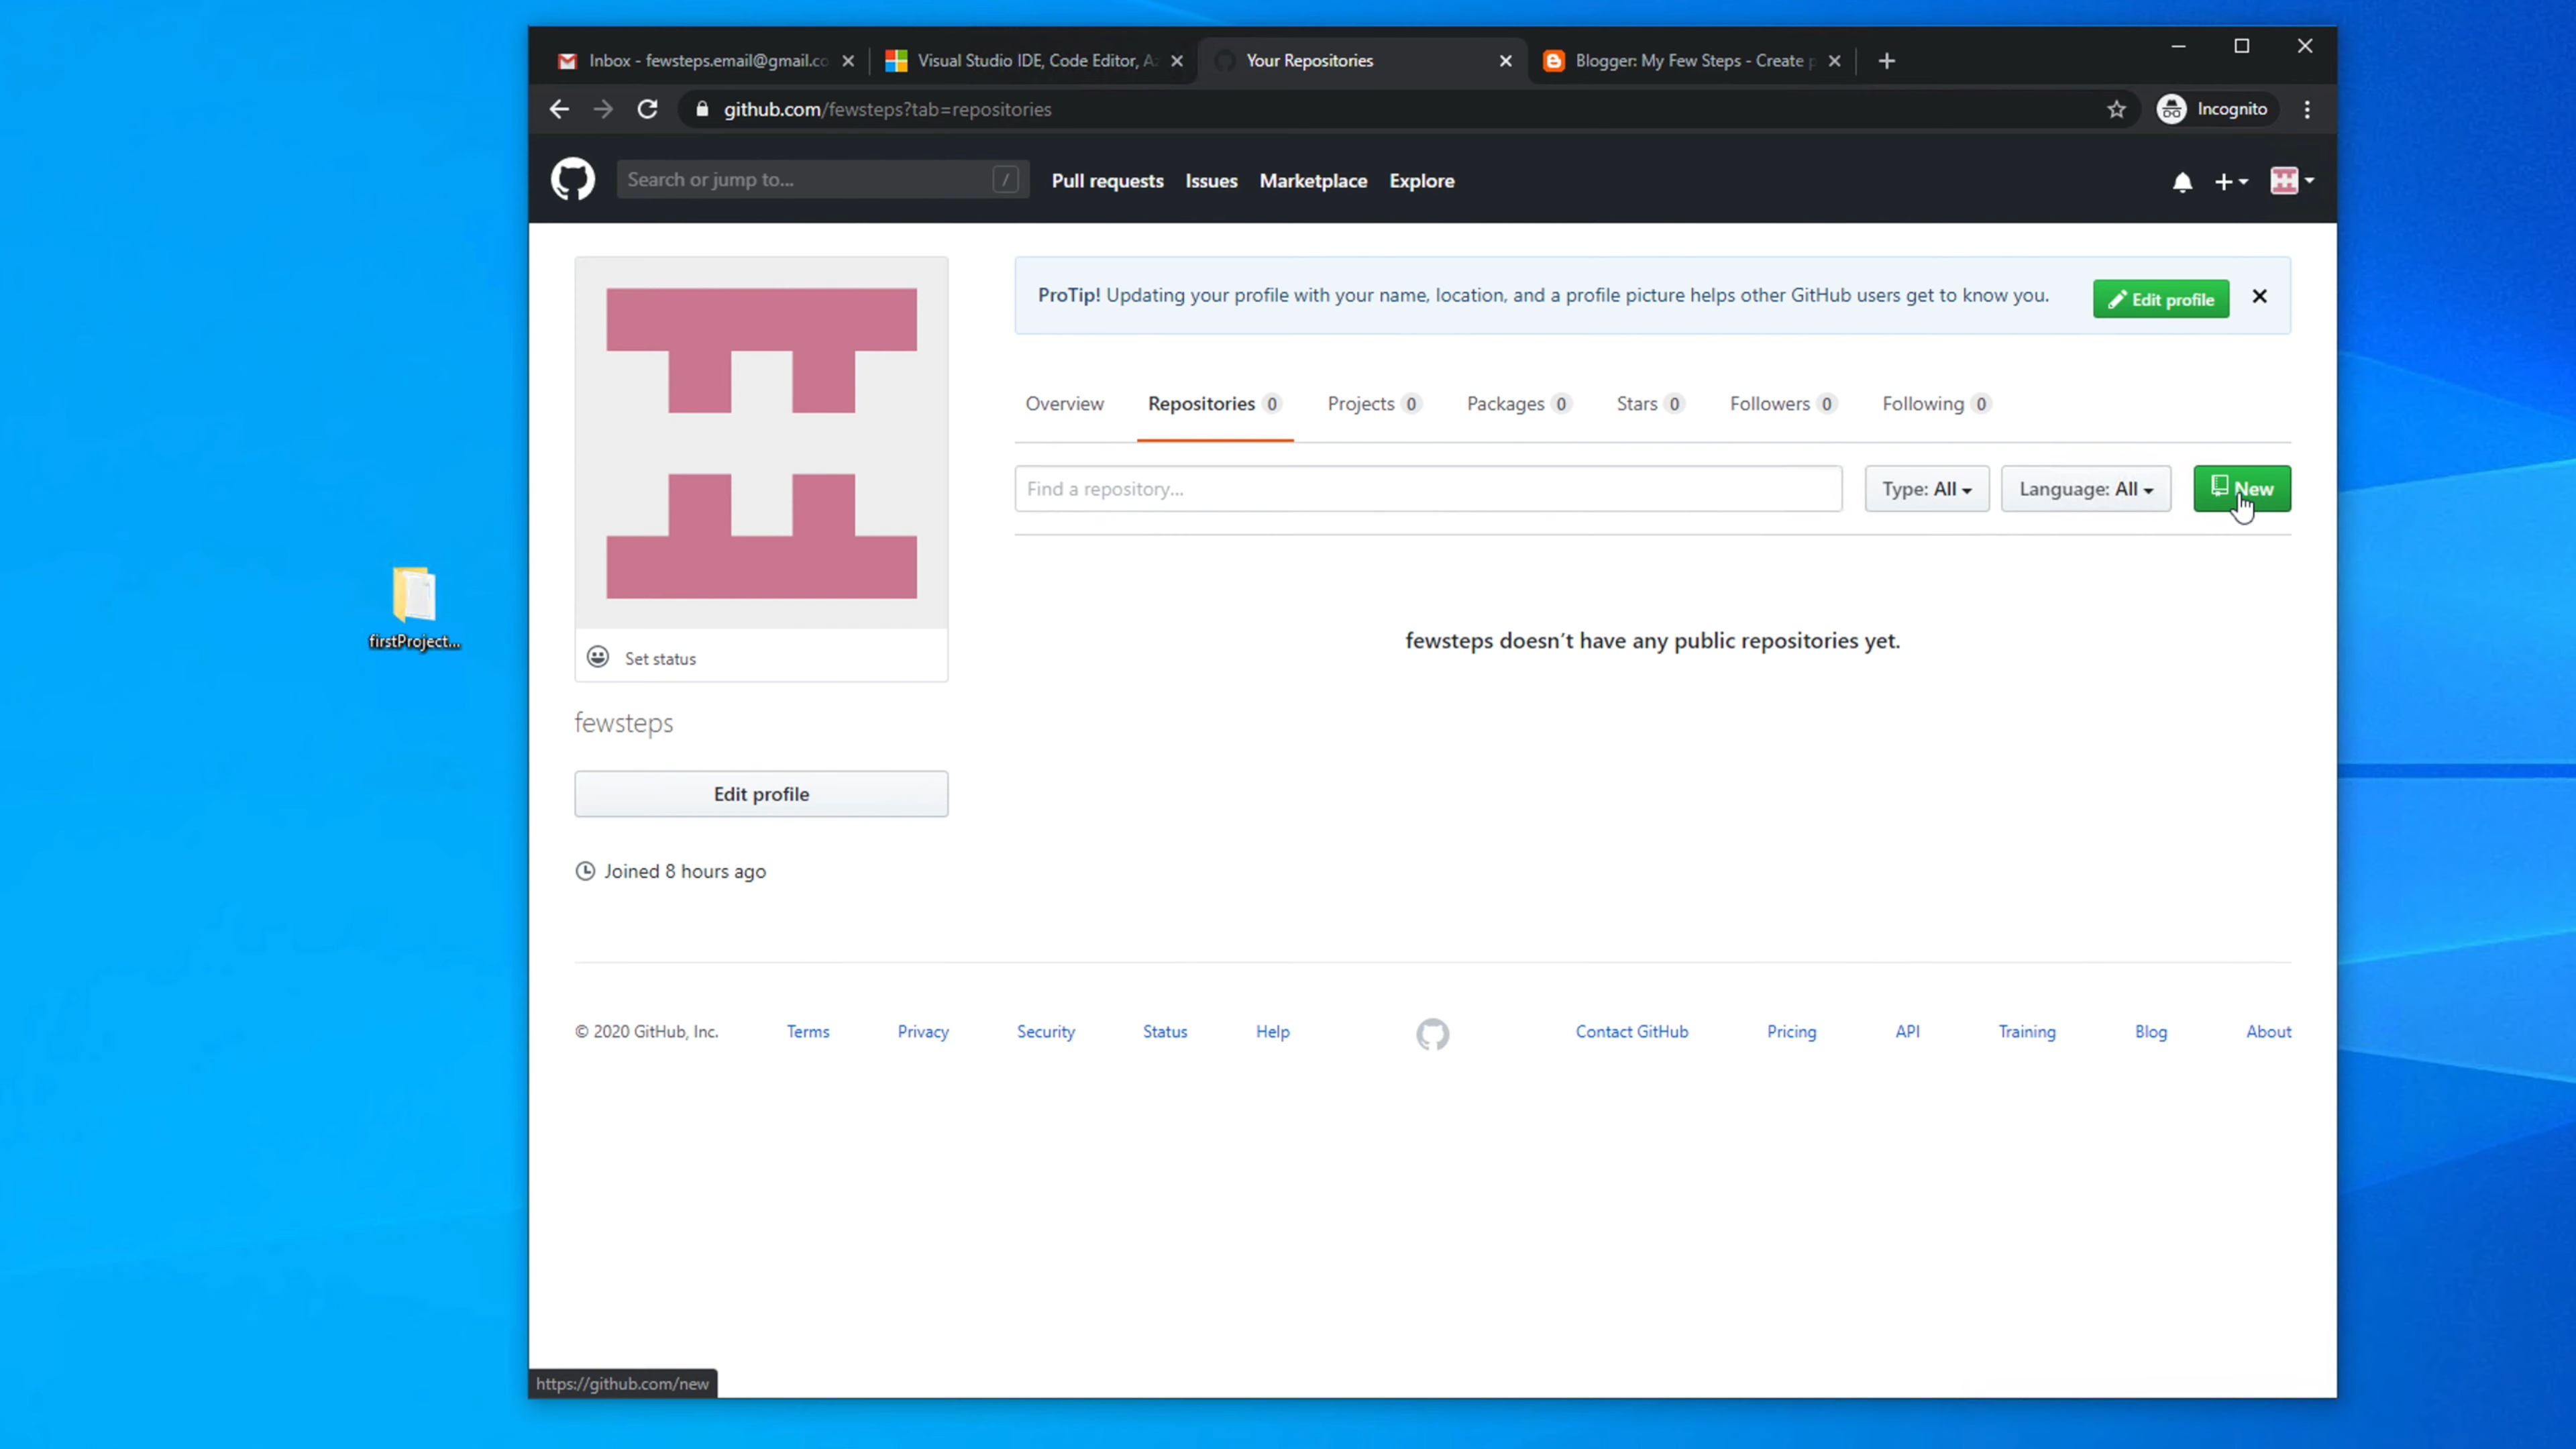 Inbox - fewsteps.email@gmail.co
Visual Studio IDE, Code Editor, A
Your Repositories
Blogger: My Few Steps - Create p
github.com/fewsteps?tab=repositories
Incognito
Search or jump to...
/
Pull requests
Issues
Marketplace
Explore
ProTip! Updating your profile with your name, location, and a profile picture helps other GitHub users get to know you.
Edit profile
Overview
Repositories 0
Projects 0
Packages 0
Stars 0
Followers 0
Following 0
Find a repository...
Type: All
Language: All
New
firstProject...
fewsteps doesn't have any public repositories yet.
Set status
fewsteps
Edit profile
Joined 8 hours ago
© 2020 GitHub, Inc.
Terms
Privacy
Security
Status
Help
Contact GitHub
Pricing
API
Training
Blog
About
https://github.com/new